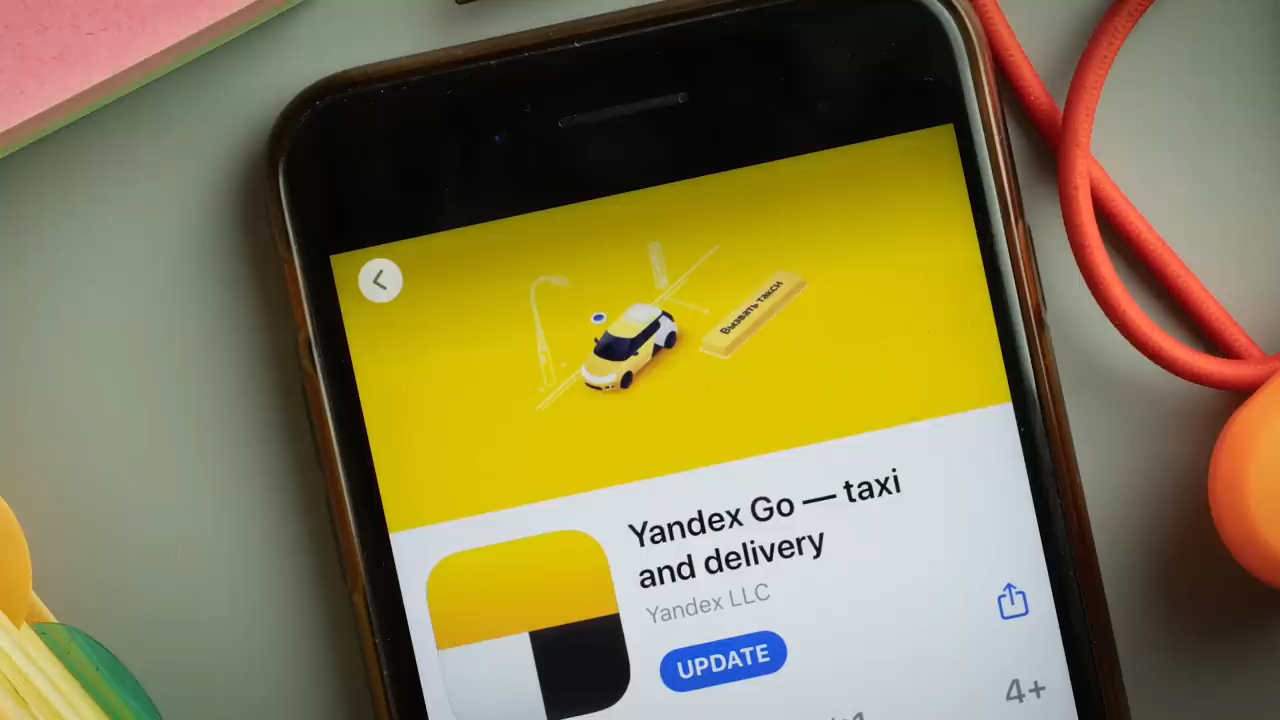 Вызвать такси
Yandex Go — taxi
and delivery
Yandex LLC
UPDATE
4+